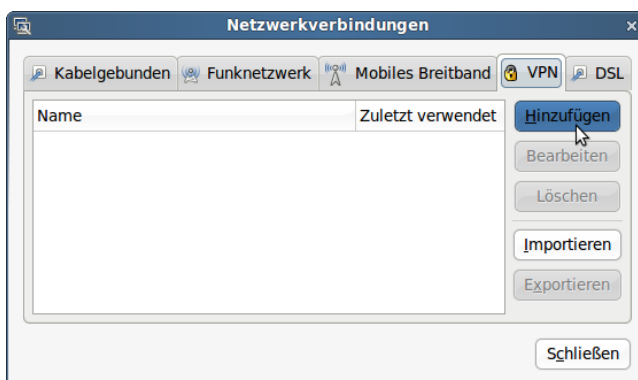 Netzwerkverbindungen
Kabelgebunden Funknetzwerk Mobiles Breitband VPN DSL
Name Zuletzt verwendet
Hinzufügen
Bearbeiten
Löschen
Importieren
Exportieren
Schließen